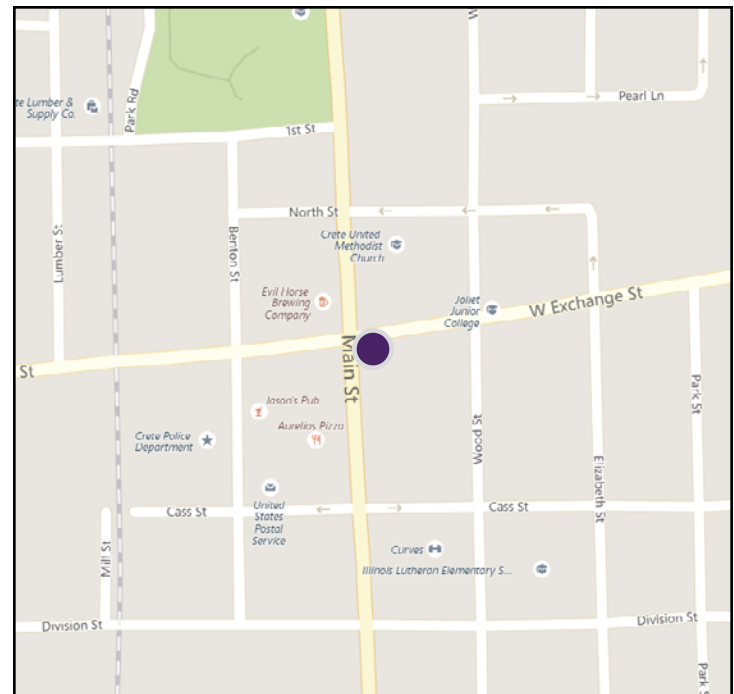 te Lumber &
Supply Co.
Park Rd
Pearl Ln
1st St
Lumber St
Benton St
North St
Crete United
Methodist
Church
Evil Horse
Brewing
Company
Joliet
Junior
College
W Exchange St
St
Main St
Park St
Jason's Pub
Aurelios Pizza
Crete Police
Department
Wood St
Elizabeth St
United
States
Postal
Service
Cass St
Cass St
Mill St
Curves
Illinois Lutheran Elementary S...
Division St
Division St
Park S
W